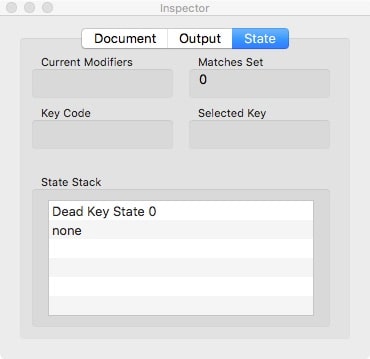 Inspector
Document Output State
Current Modifiers Matches Set
0
Key Code Selected Key
State Stack
Dead Key State 0
none